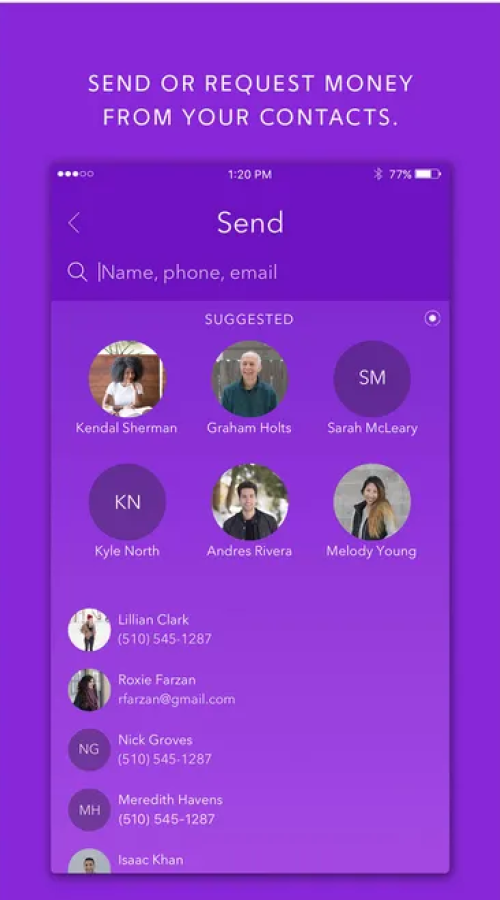 SEND OR REQUEST MONEY
FROM YOUR CONTACTS.
1:20 PM
77%
Send
Name, phone, email
SUGGESTED
SM
Kendal Sherman
Graham Holts
Sarah McLeary
KN
Kyle North
Andres Rivera
Melody Young
Lillian Clark
(510) 545-1287
Roxie Farzan
rfarzan@gmail.com
NG
Nick Groves
(510) 545-1287
MH
Meredith Havens
(510) 545-1287
Isaac Khan